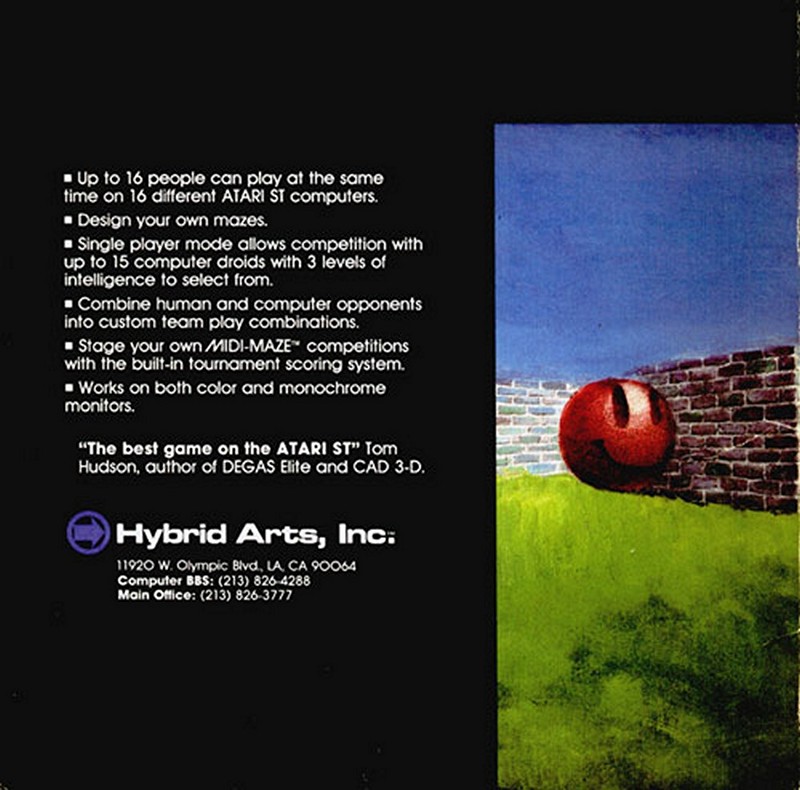 ▪ Up to 16 people can play at the same
time on 16 different ATARI ST computers.
▪ Design your own mazes.
▪ Single player mode allows competition with
up to 15 computer droids with 3 levels of
intelligence to select from.
▪ Combine human and computer opponents
into custom team play combinations.
▪ Stage your own MIDI-MAZE™ competitions
with the built-in tournament scoring system.
▪ Works on both color and monochrome
monitors.
"The best game on the ATARI ST" Tom
Hudson, author of DEGAS Elite and CAD 3-D.
Hybrid Arts, Inc.™
11920 W. Olympic Blvd., LA, CA 90064
Computer BBS: (213) 826-4288
Main Office: (213) 826-3777